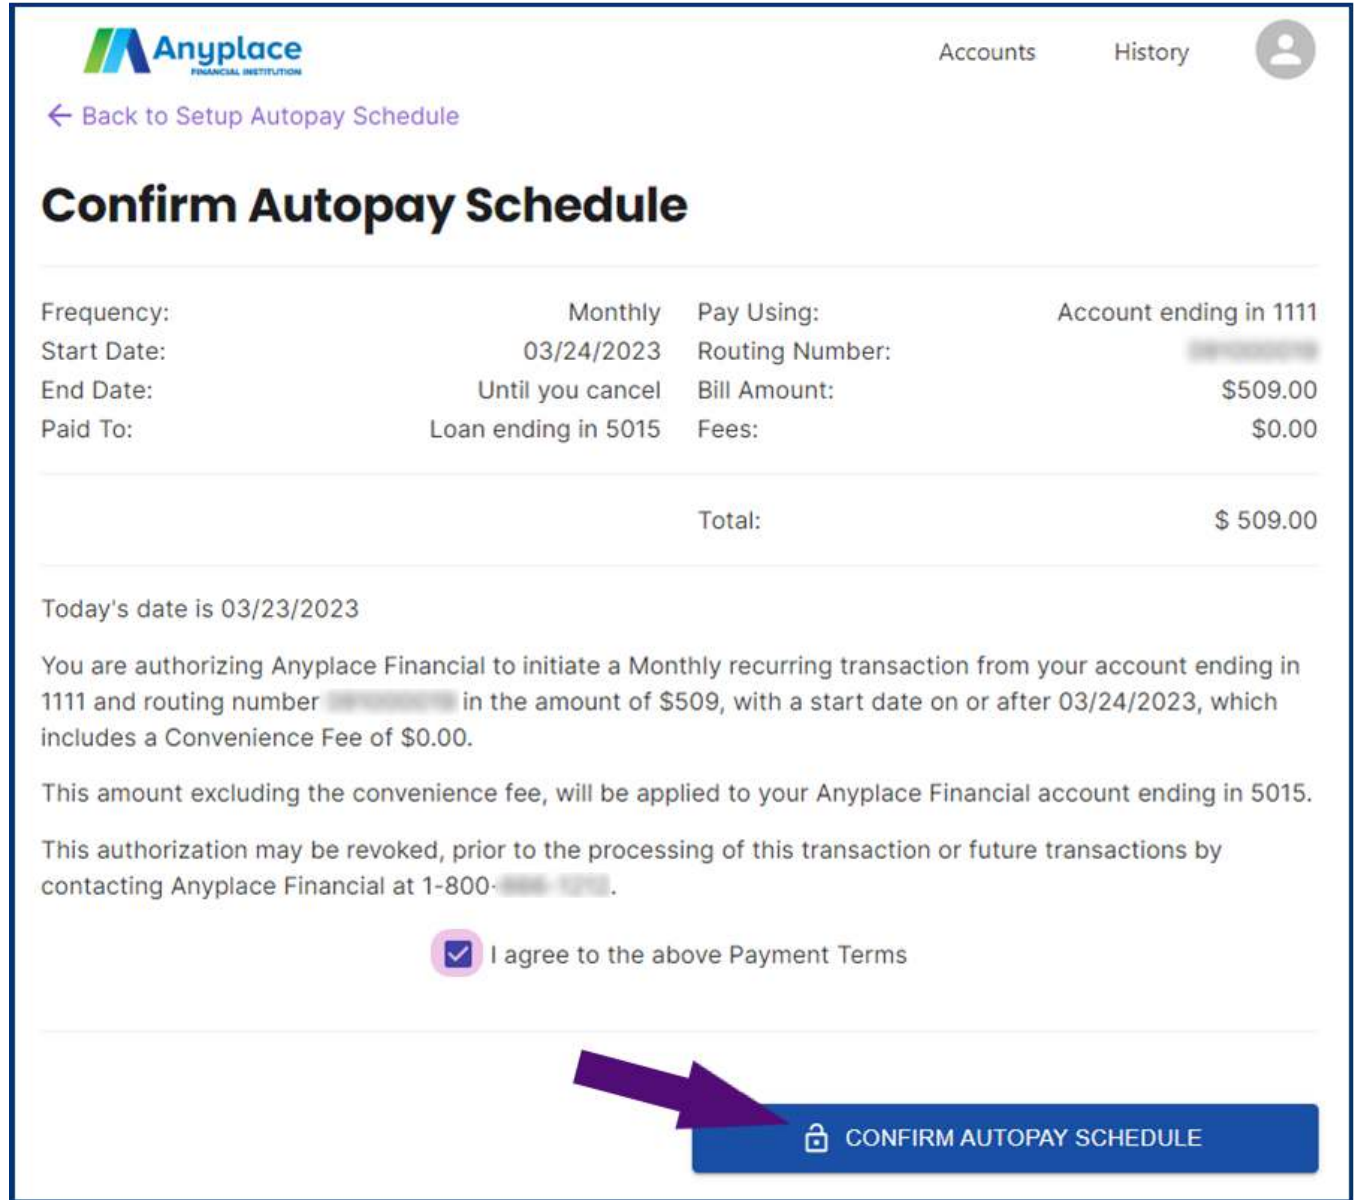 Anyplace
FINANCIAL INSTITUTION
Accounts
History
Back to Setup Autopay Schedule
Confirm Autopay Schedule
Frequency: Monthly Pay Using: Account ending in 1111
Start Date: 03/24/2023 Routing Number:
End Date: Until you cancel Bill Amount: $509.00
Paid To: Loan ending in 5015 Fees: $0.00
Total: $ 509.00
Today's date is 03/23/2023
You are authorizing Anyplace Financial to initiate a Monthly recurring transaction from your account ending in
1111 and routing number in the amount of $509, with a start date on or after 03/24/2023, which
includes a Convenience Fee of $0.00.
This amount excluding the convenience fee, will be applied to your Anyplace Financial account ending in 5015.
This authorization may be revoked, prior to the processing of this transaction or future transactions by
contacting Anyplace Financial at 1-800- .
I agree to the above Payment Terms
CONFIRM AUTOPAY SCHEDULE